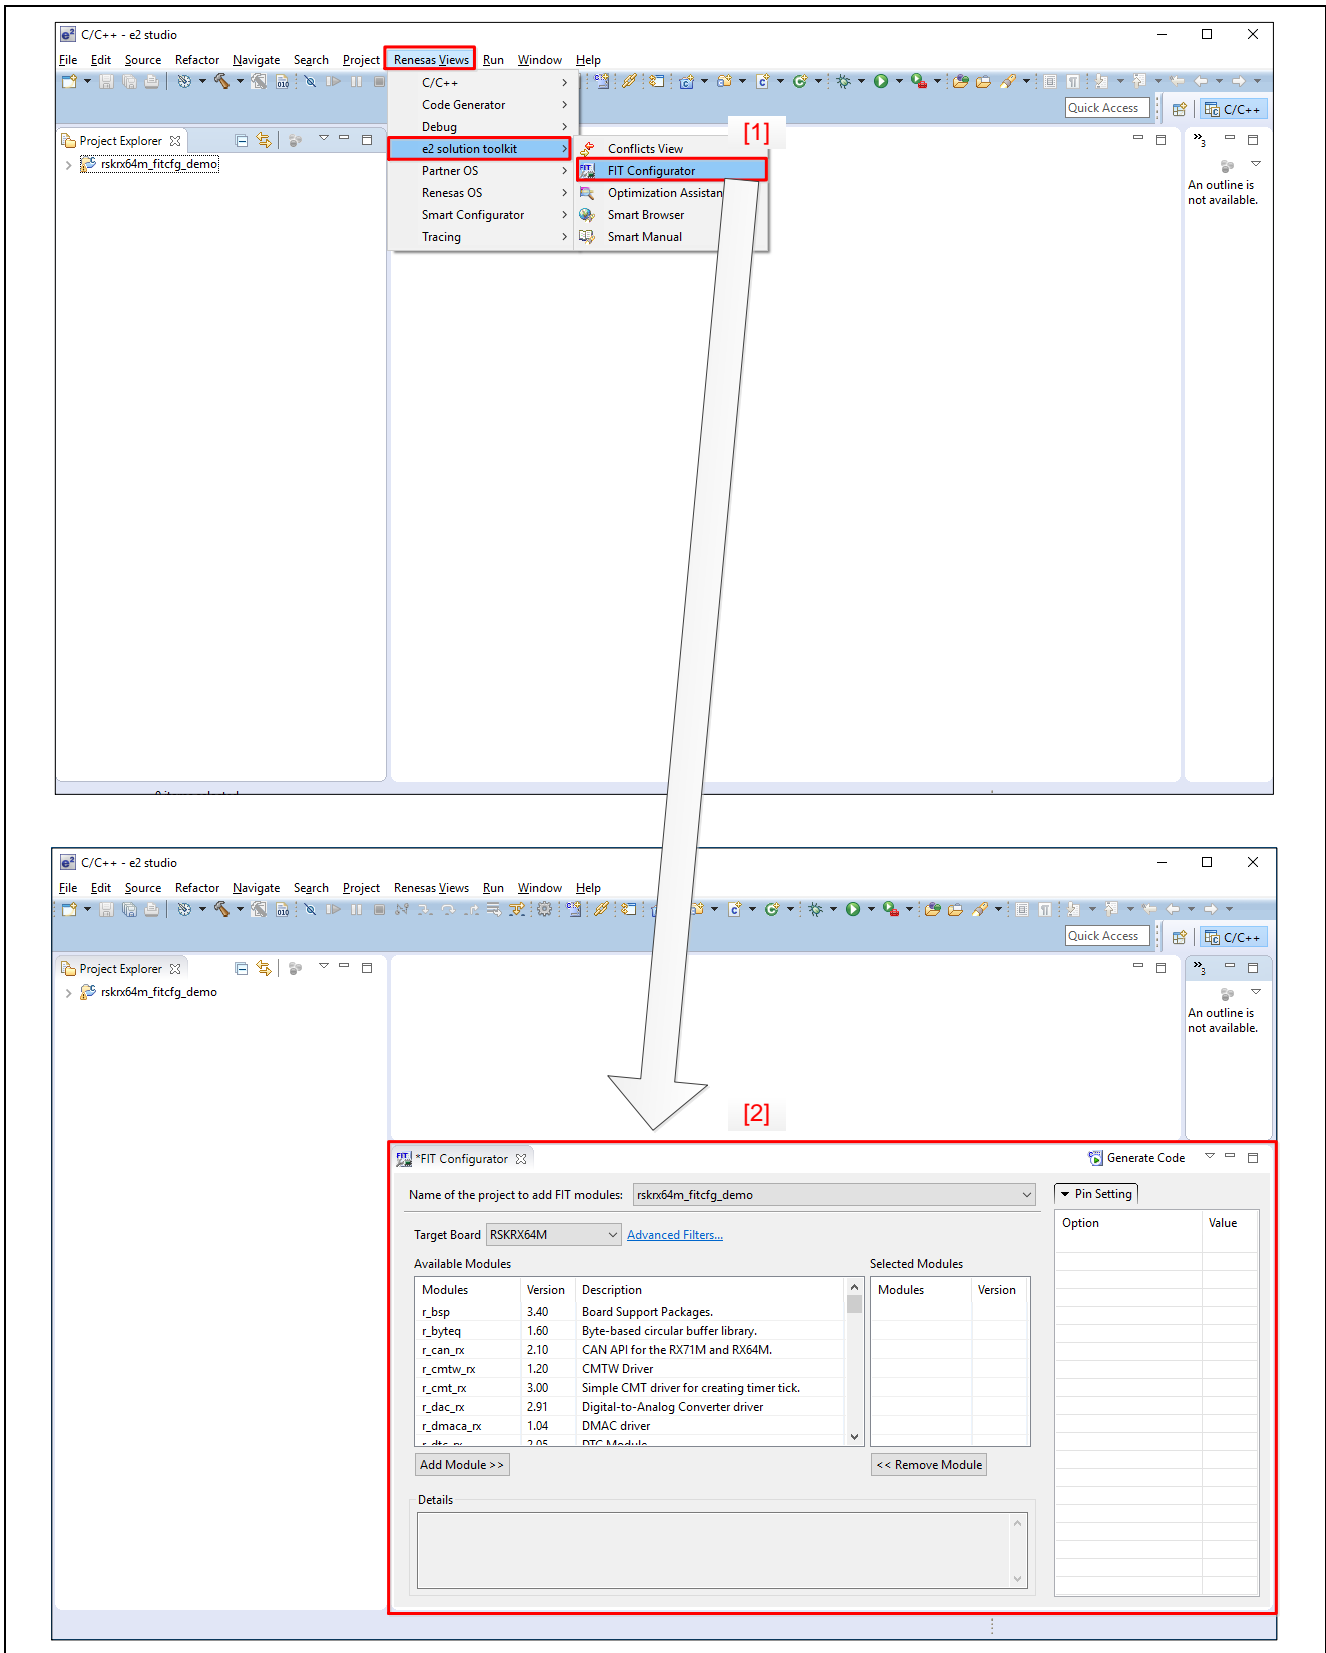 C/C++ - e2 studio
File Edit Source Refactor Navigate Search Project Renesas Views Run Window Help
Quick Access
C/C++
Project Explorer
rskrx64m_fitcfg_demo
C/C++
Code Generator
Debug
e2 solution toolkit
Partner OS
Renesas OS
Smart Configurator
Tracing
[1]
Conflicts View
FIT Configurator
Optimization Assistan
Smart Browser
Smart Manual
An outline is
not available.
C/C++ - e2 studio
File Edit Source Refactor Navigate Search Project Renesas Views Run Window Help
Quick Access
C/C++
Project Explorer
rskrx64m_fitcfg_demo
An outline is
not available.
[2]
*FIT Configurator
Generate Code
Name of the project to add FIT modules: rskrx64m_fitcfg_demo
Pin Setting
Option Value
Target Board RSKRX64M Advanced Filters...
Available Modules
Selected Modules
Modules Version Description
Modules Version
r_bsp 3.40 Board Support Packages.
r_byteq 1.60 Byte-based circular buffer library.
r_can_rx 2.10 CAN API for the RX71M and RX64M.
r_cmtw_rx 1.20 CMTW Driver
r_cmt_rx 3.00 Simple CMT driver for creating timer tick.
r_dac_rx 2.91 Digital-to-Analog Converter driver
r_dmaca_rx 1.04 DMAC driver
r_dtc_rx 2.05 DTC Module
Add Module >>
<< Remove Module
Details